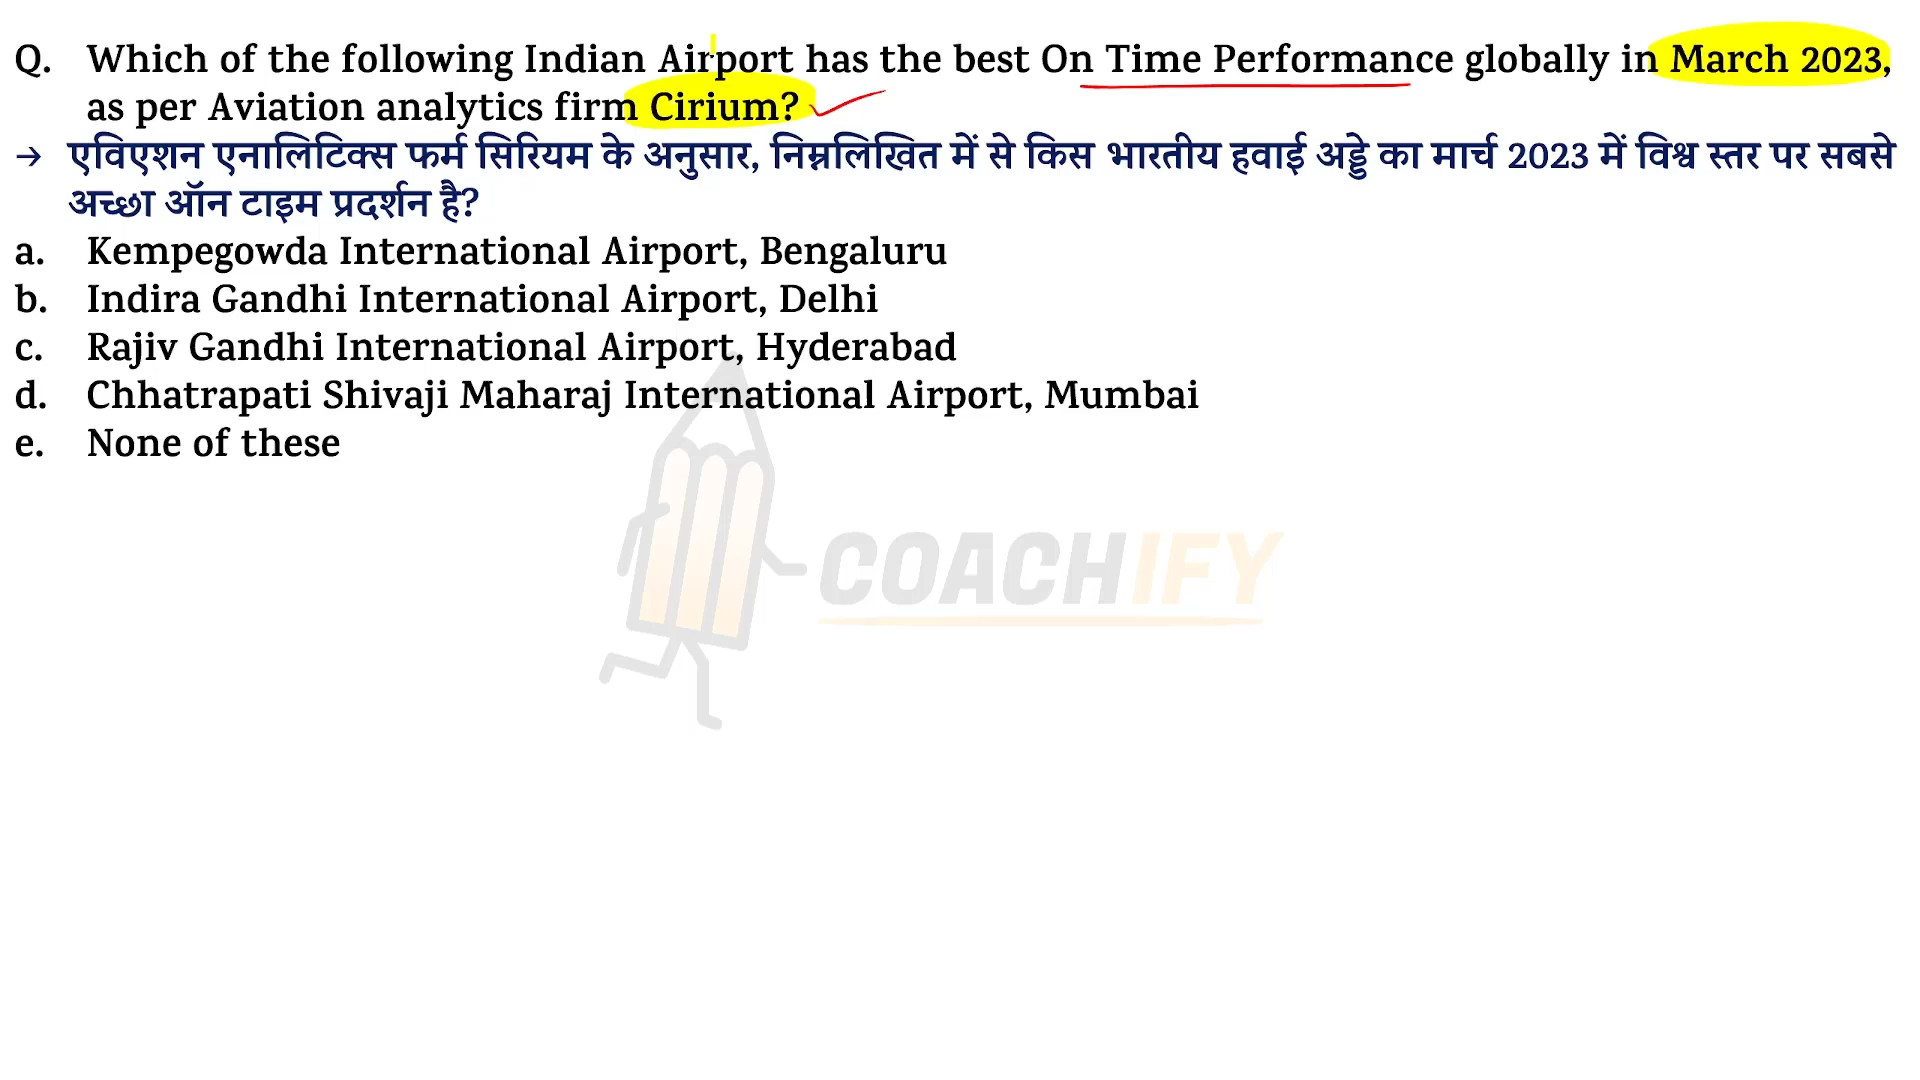 Q. Which of the following Indian Airport has the best On Time Performance globally in March 2023,
as per Aviation analytics firm Cirium?
→ एविएशन एनालिटिक्स फर्म सिरियम के अनुसार, निम्नलिखित में से किस भारतीय हवाई अड्डे का मार्च 2023 में विश्व स्तर पर सबसे
अच्छा ऑन टाइम प्रदर्शन है?
a. Kempegowda International Airport, Bengaluru
b. Indira Gandhi International Airport, Delhi
c. Rajiv Gandhi International Airport, Hyderabad
d. Chhatrapati Shivaji Maharaj International Airport, Mumbai
e. None of these
COACHIFY